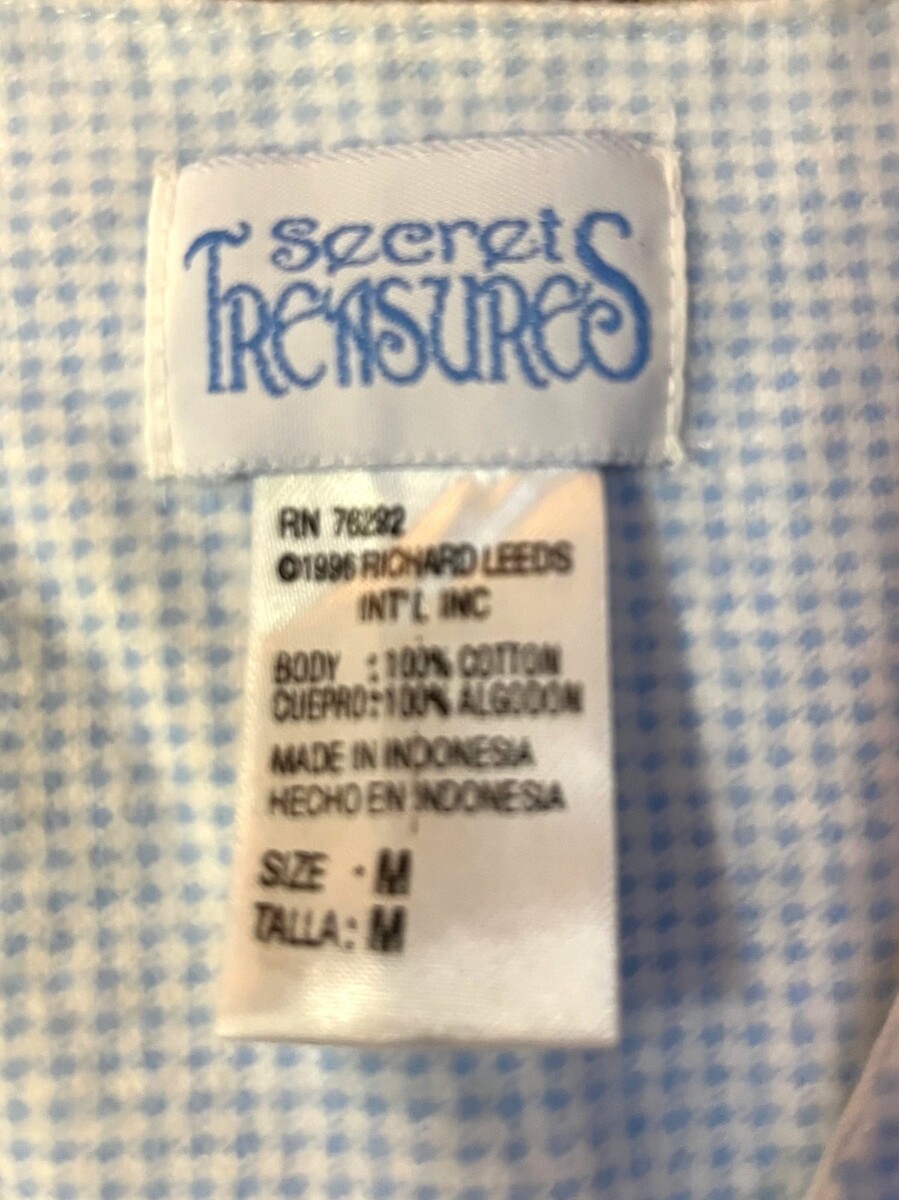 Secret
TREASURES
RN 76292
©1996 RICHARD LEEDS
INT'L INC
BODY : 100% COTTON
CUEPRO : 100% ALGODON
MADE IN INDONESIA
HECHO EN INDONESIA
SIZE : M
TALLA : M